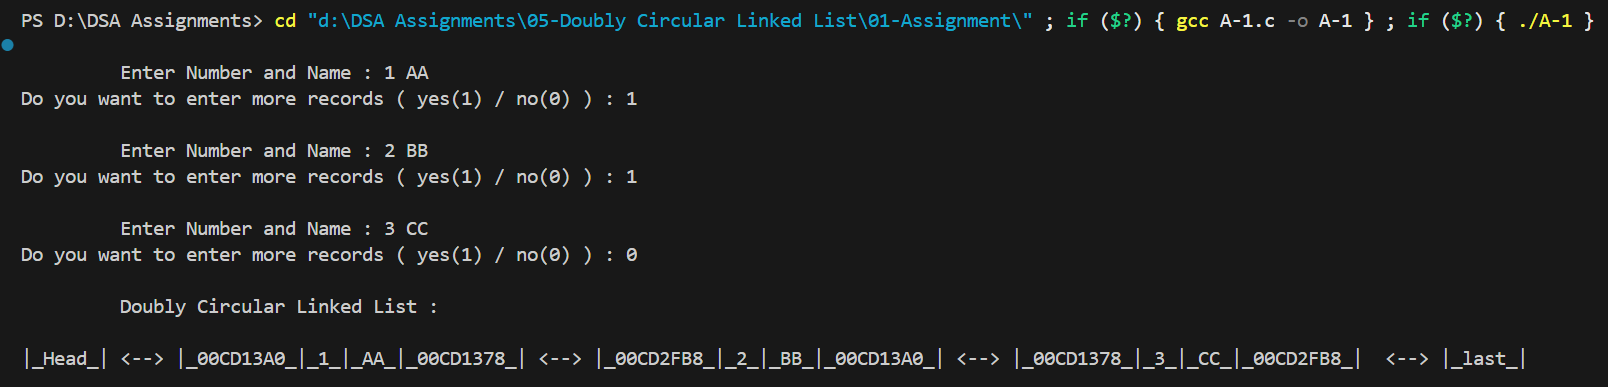 PS D:\DSA Assignments> cd "d:\DSA Assignments\05-Doubly Circular Linked List\01-Assignment\" ; if ($?) { gcc A-1.c -o A-1 } ; if ($?) { ./A-1 }
Enter Number and Name : 1 AA
Do you want to enter more records ( yes(1) / no(0) ) : 1
Enter Number and Name : 2 BB
Do you want to enter more records ( yes(1) / no(0) ) : 1
Enter Number and Name : 3 CC
Do you want to enter more records ( yes(1) / no(0) ) : 0
Doubly Circular Linked List :
|_Head_| <--> |_00CD13A0_|_1_|_AA_|_00CD1378_| <--> |_00CD2FB8_|_2_|_BB_|_00CD13A0_| <--> |_00CD1378_|_3_|_CC_|_00CD2FB8_|  <--> |_last_|